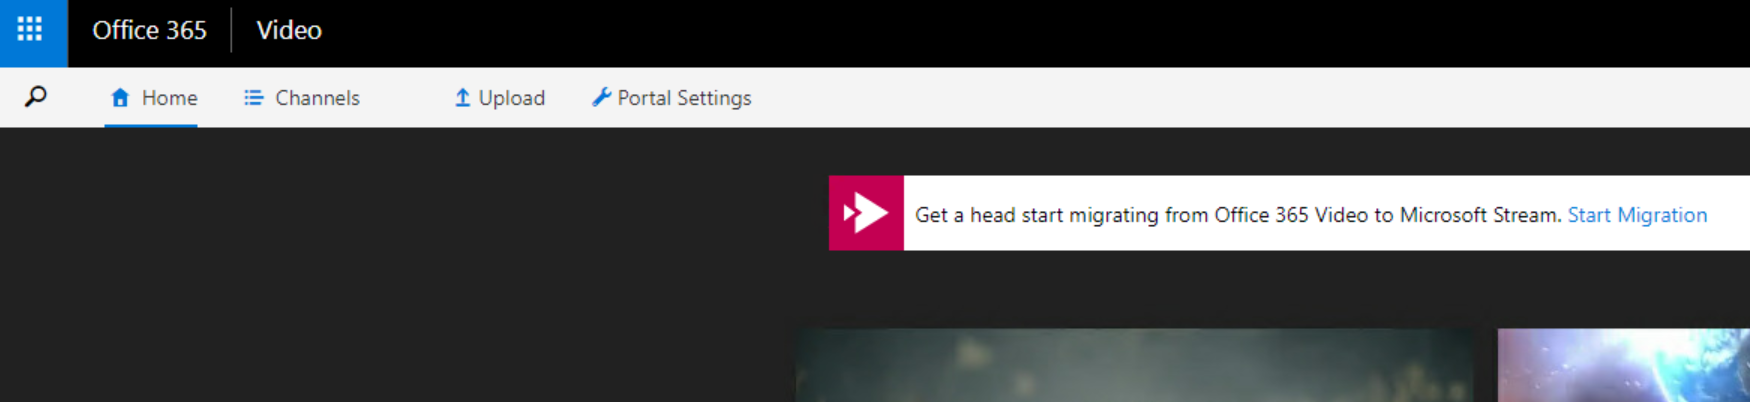 Office 365 Video
Home Channels Upload Portal Settings
Get a head start migrating from Office 365 Video to Microsoft Stream. Start Migration